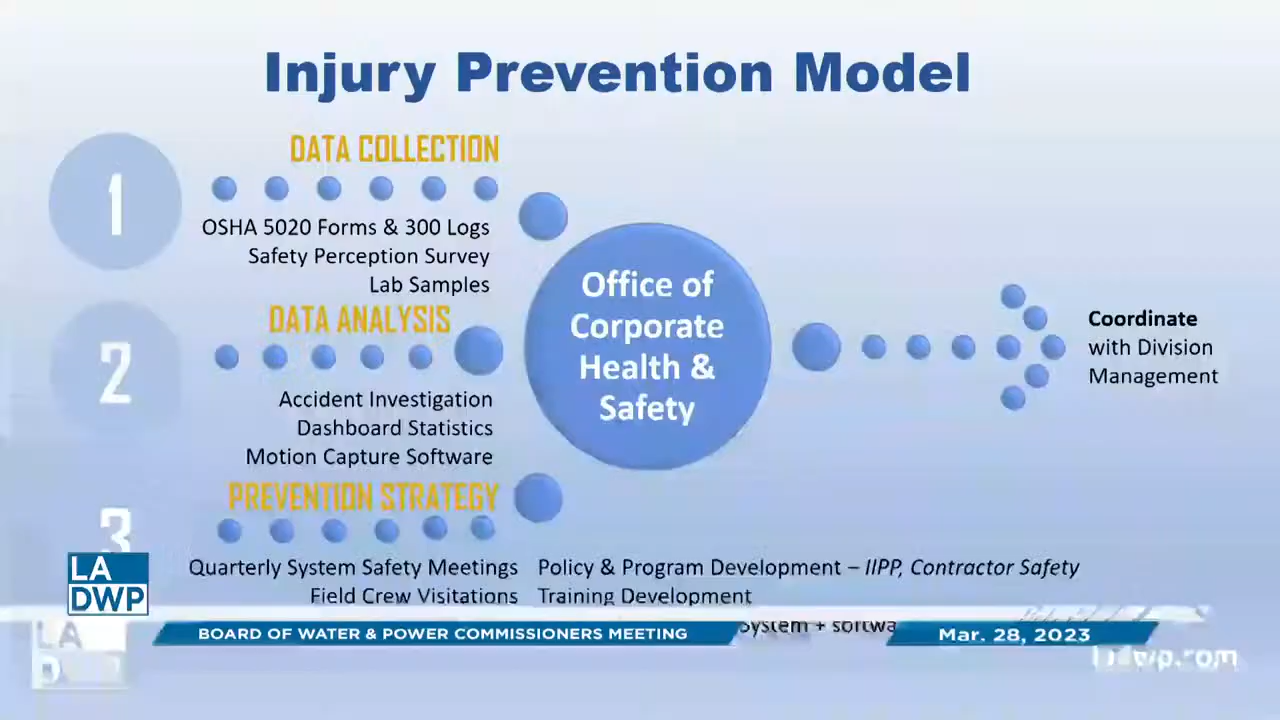 Injury Prevention Model
1
DATA COLLECTION
OSHA 5020 Forms & 300 Logs
Safety Perception Survey
Lab Samples
2
DATA ANALYSIS
Accident Investigation
Dashboard Statistics
Motion Capture Software
3
PREVENTION STRATEGY
Quarterly System Safety Meetings
Field Crew Visitations
Policy & Program Development – IIPP, Contractor Safety
Training Development
Office of
Corporate
Health &
Safety
Coordinate
with Division
Management
LA
DWP
BOARD OF WATER & POWER COMMISSIONERS MEETING
System +
Mar. 28, 2023
LA